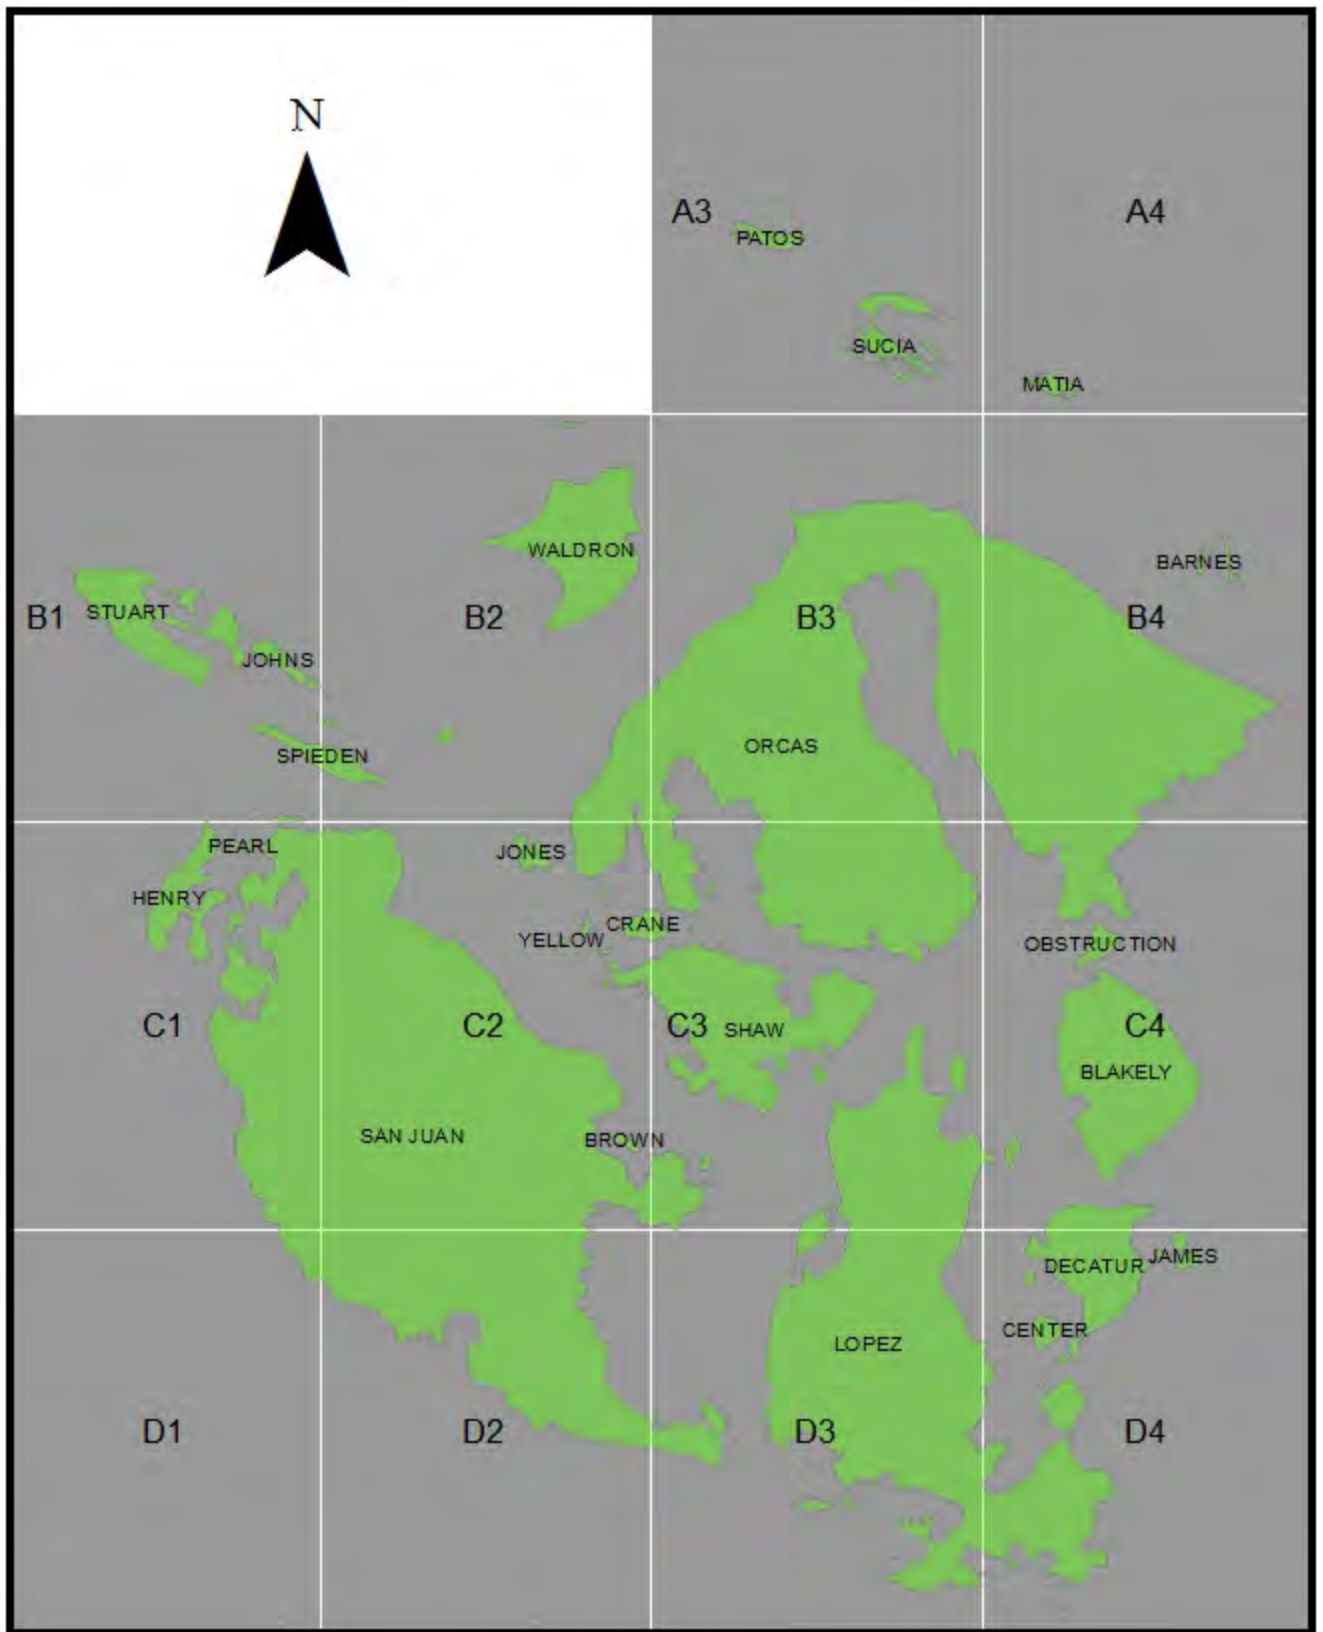 N
A3
A4
PATOS
SUCIA
MATIA
WALDRON
BARNES
B1
STUART
B2
B3
B4
JOHNS
ORCAS
SPIEDEN
PEARL
JONES
HENRY
CRANE
YELLOW
OBSTRUCTION
C1
C2
C3
SHAW
C4
BLAKELY
SAN JUAN
BROWN
DECATUR
JAMES
CENTER
LOPEZ
D1
D2
D3
D4